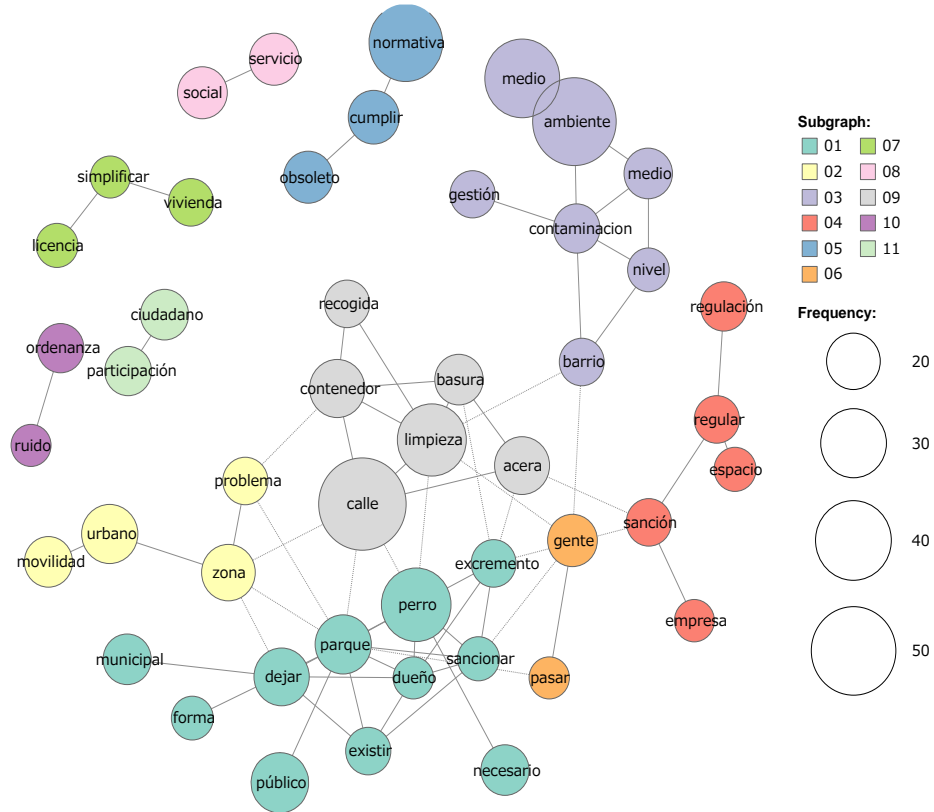 normativa
servicio
medio
social
cumplir
ambiente
Subgraph:
01
07
02
08
simplificar
obsoleto
medio
03
09
vivienda
gestión
04
10
contaminacion
licencia
05
11
nivel
06
recogida
regulación
ciudadano
Frequency:
ordenanza
participación
contenedor
basura
barrio
20
limpieza
regular
ruido
acera
espacio
30
problema
calle
sanción
urbano
gente
40
movilidad
zona
excremento
perro
empresa
parque
municipal
sancionar
50
dejar
dueño
pasar
forma
existir
público
necesario